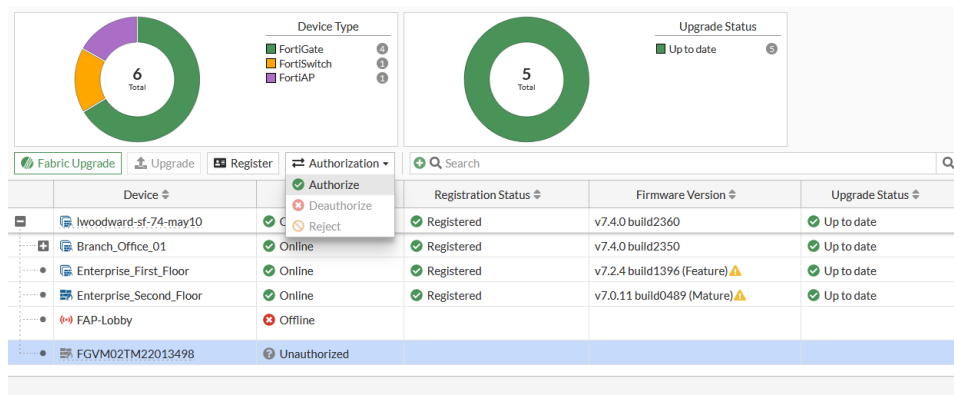 Device Type
FortiGate 4
FortiSwitch 1
FortiAP 1
6
Total
Upgrade Status
Up to date 5
5
Total
Fabric Upgrade Upgrade Register Authorization Search
Authorize
Deauthorize
Reject
Device Registration Status Firmware Version Upgrade Status
lwoodward-sf-74-may10 Registered v7.4.0 build2360 Up to date
Branch_Office_01 Online Registered v7.4.0 build2350 Up to date
Enterprise_First_Floor Online Registered v7.2.4 build1396 (Feature) Up to date
Enterprise_Second_Floor Online Registered v7.0.11 build0489 (Mature) Up to date
FAP-Lobby Offline
FGVM02TM22013498 Unauthorized